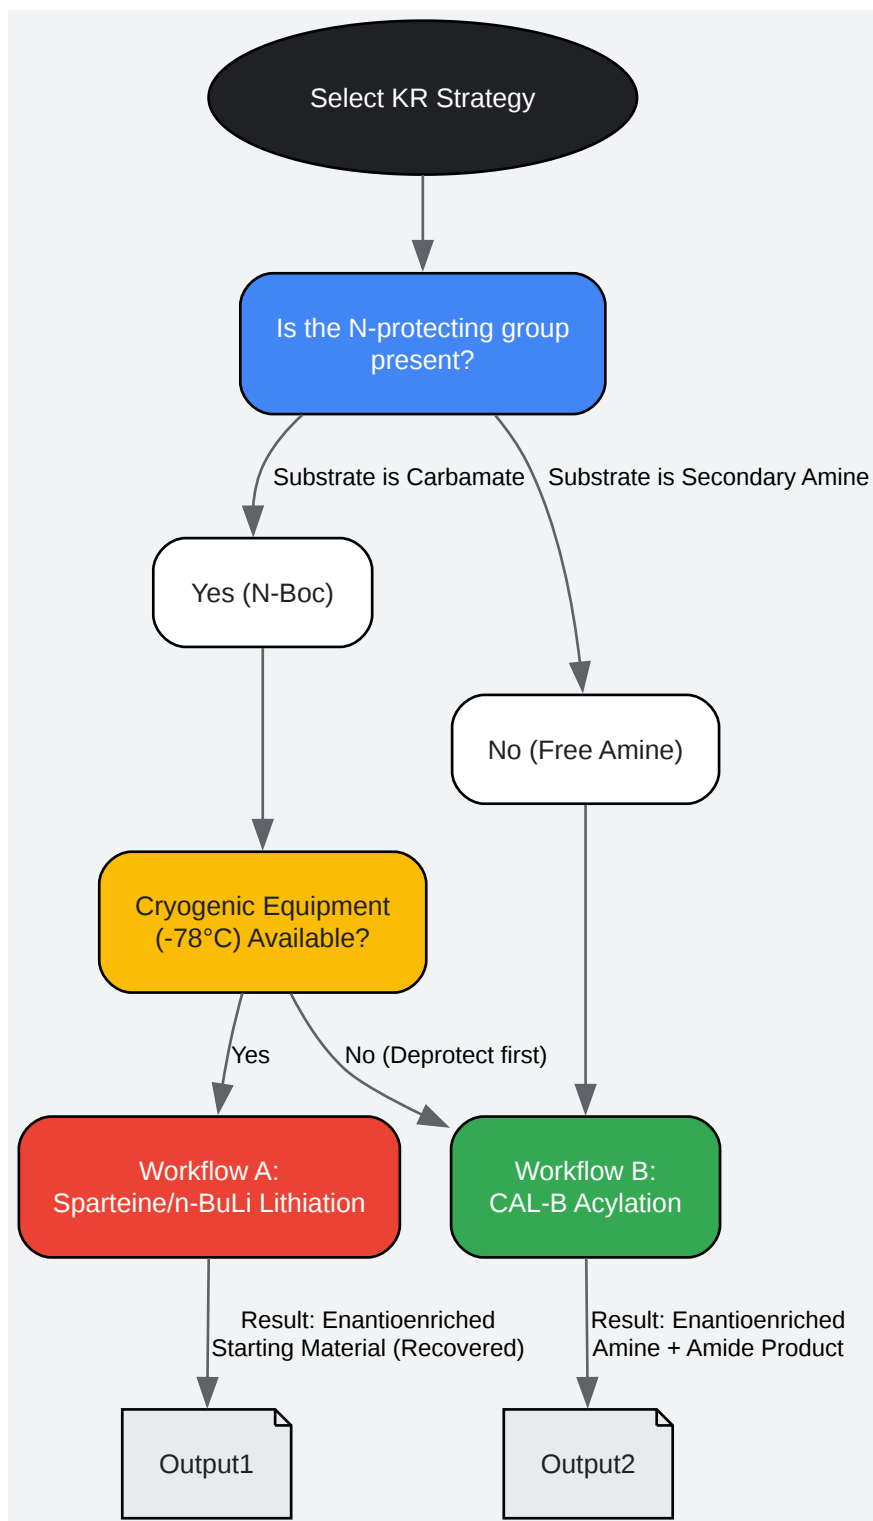 Select KR Strategy
Is the N-protecting group
present?
Substrate is Carbamate
Substrate is Secondary Amine
Yes (N-Boc)
No (Free Amine)
Cryogenic Equipment
(-78°C) Available?
Yes
No (Deprotect first)
Workflow A:
Sparteine/n-BuLi Lithiation
Workflow B:
CAL-B Acylation
Result: Enantioenriched
Starting Material (Recovered)
Result: Enantioenriched
Amine + Amide Product
Output1
Output2